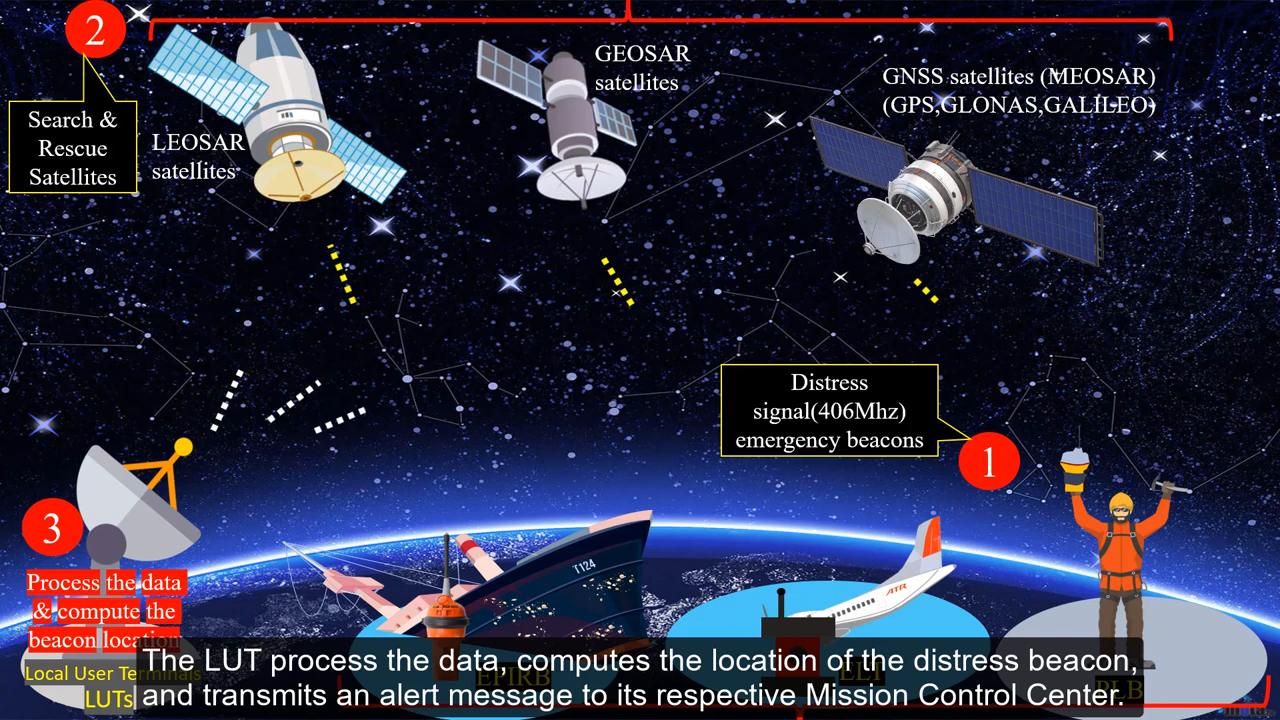 2
Search &
Rescue
Satellites
LEOSAR
satellites
GEOSAR
satellites
GNSS satellites (MEOSAR)
(GPS,GLONAS,GALILEO)
Distress
signal(406Mhz)
emergency beacons
1
3
Process the data
& compute the
beacon location
Local User Terminals
LUTs
T124
ATR
EPIRB
ELT
PLB
The LUT process the data, computes the location of the distress beacon,
and transmits an alert message to its respective Mission Control Center.